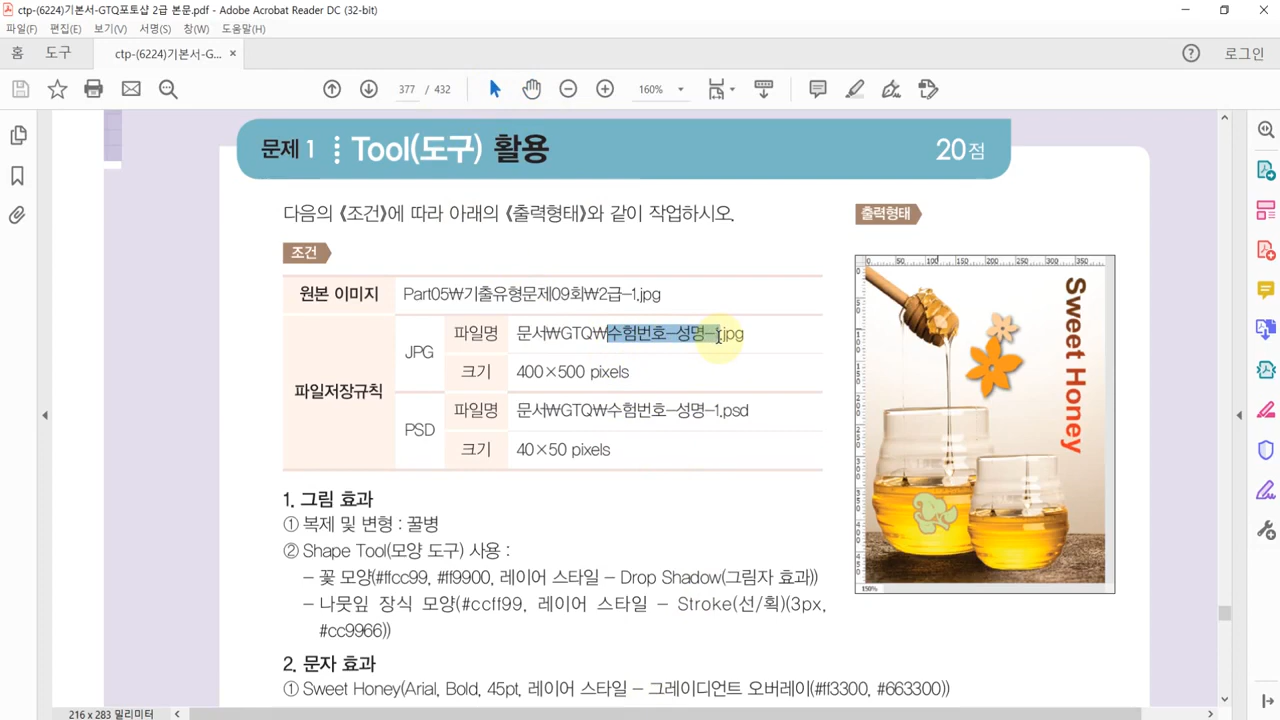 ctp-(6224)기본서-GTQ포토샵 2급 본문.pdf - Adobe Acrobat Reader DC (32-bit)
파일(F) 편집(E) 보기(V) 서명(S) 창(W) 도움말(H)
홈 도구 ctp-(6224)기본서-G... × 로그인
377 / 432 160%
문제 1 Tool(도구) 활용 20점
다음의 《조건》에 따라 아래의 《출력형태》와 같이 작업하시오.
출력형태
조건
원본 이미지 Part05₩기출유형문제09회₩2급-1.jpg
파일저장규칙
JPG
파일명 문서₩GTQ₩수험번호-성명-1.jpg
크기 400×500 pixels
PSD
파일명 문서₩GTQ₩수험번호-성명-1.psd
크기 40×50 pixels
0 50 100 150 200 250 300 350
Sweet Honey
150%
1. 그림 효과
① 복제 및 변형 : 꿀병
② Shape Tool(모양 도구) 사용 :
- 꽃 모양(#ffcc99, #ff9900, 레이어 스타일 - Drop Shadow(그림자 효과))
- 나뭇잎 장식 모양(#ccff99, 레이어 스타일 - Stroke(선/획)(3px,
#cc9966))
2. 문자 효과
① Sweet Honey(Arial, Bold, 45pt, 레이어 스타일 - 그레이디언트 오버레이(#ff3300, #663300))
216 x 283 밀리미터